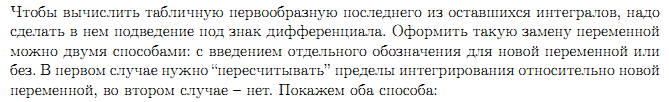 Чтобы вычислить табличную первообразную последнего из оставшихся интегралов, надо
сделать в нем подведение под знак дифференциала. Оформить такую замену переменной
можно двумя способами: с введением отдельного обозначения для новой переменной или
без. В первом случае нужно “пересчитывать” пределы интегрирования относительно новой
переменной, во втором случае – нет. Покажем оба способа: